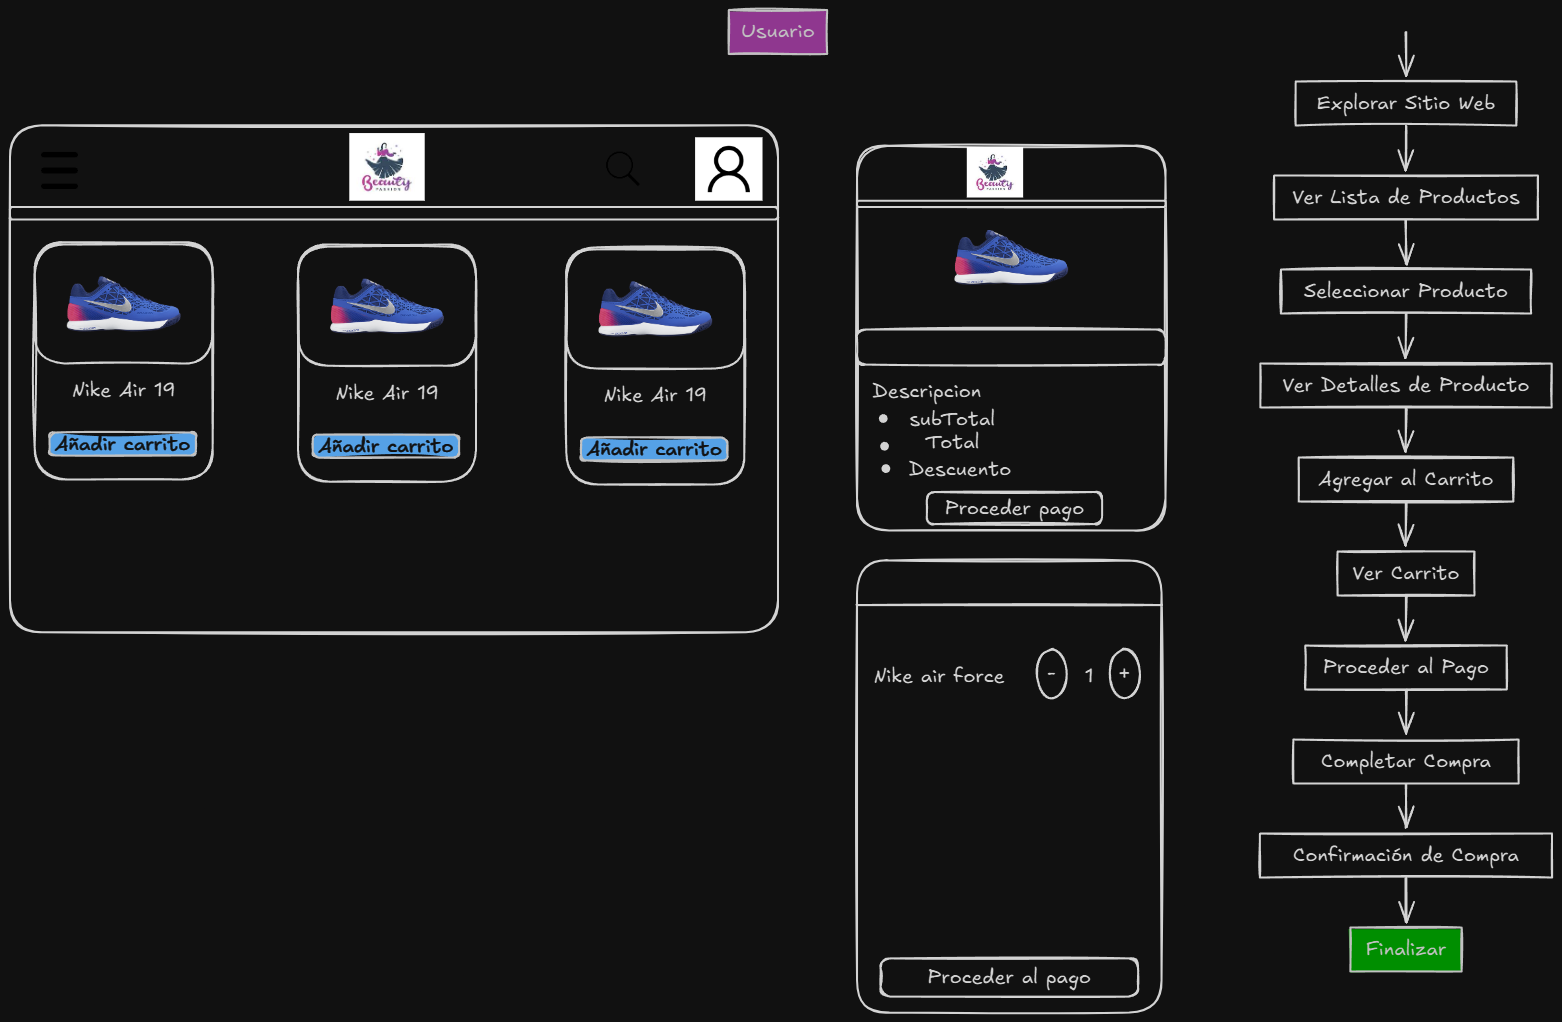 Usuario
Beauty
FASHION
Nike Air 19
Añadir carrito
Nike Air 19
Añadir carrito
Nike Air 19
Añadir carrito
Beauty
Descripcion
subTotal
Total
Descuento
Proceder pago
Nike air force
- 1 +
Proceder al pago
Explorar Sitio Web
Ver Lista de Productos
Seleccionar Producto
Ver Detalles de Producto
Agregar al Carrito
Ver Carrito
Proceder al Pago
Completar Compra
Confirmación de Compra
Finalizar